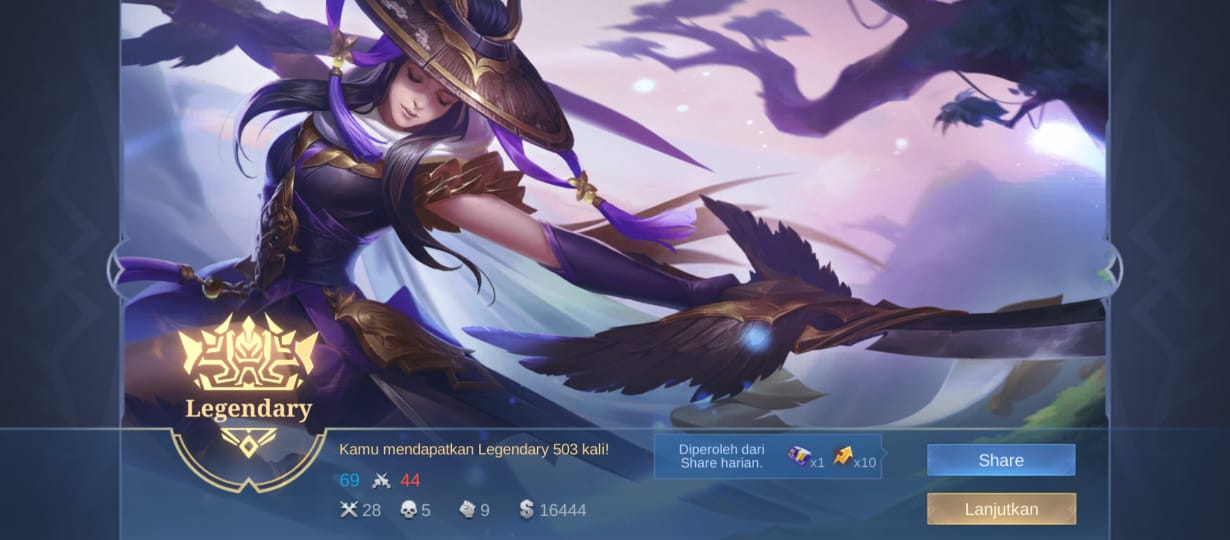 Legendary
Kamu mendapatkan Legendary 503 kali!
69 44
28 5 9 16444
Diperoleh dari
Share harian.
x1 x10
Share
Lanjutkan